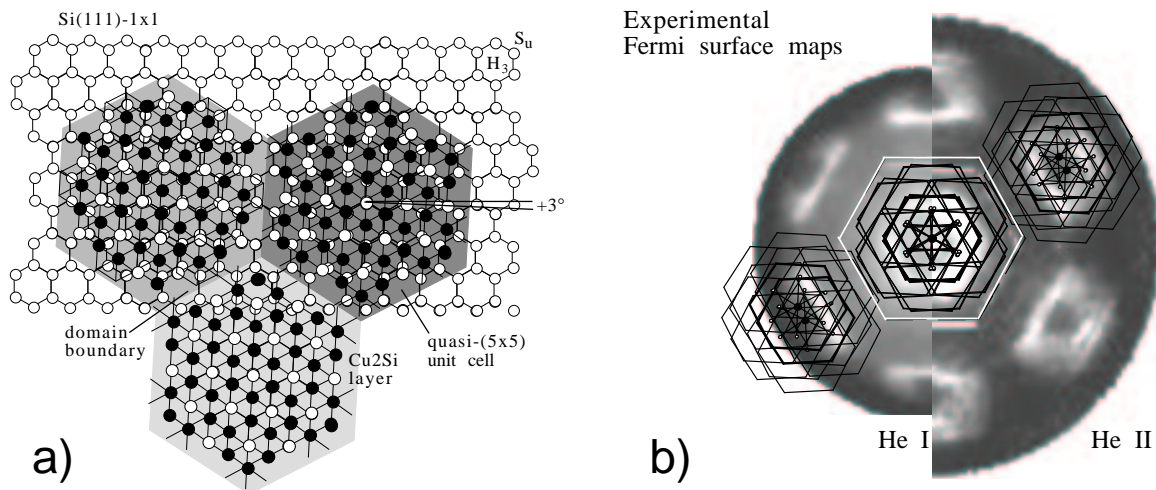 Si(111)-1x1
Su
H3
+3°
domain
boundary
Cu2Si
layer
quasi-(5x5)
unit cell
a)
Experimental
Fermi surface maps
He I
He II
b)